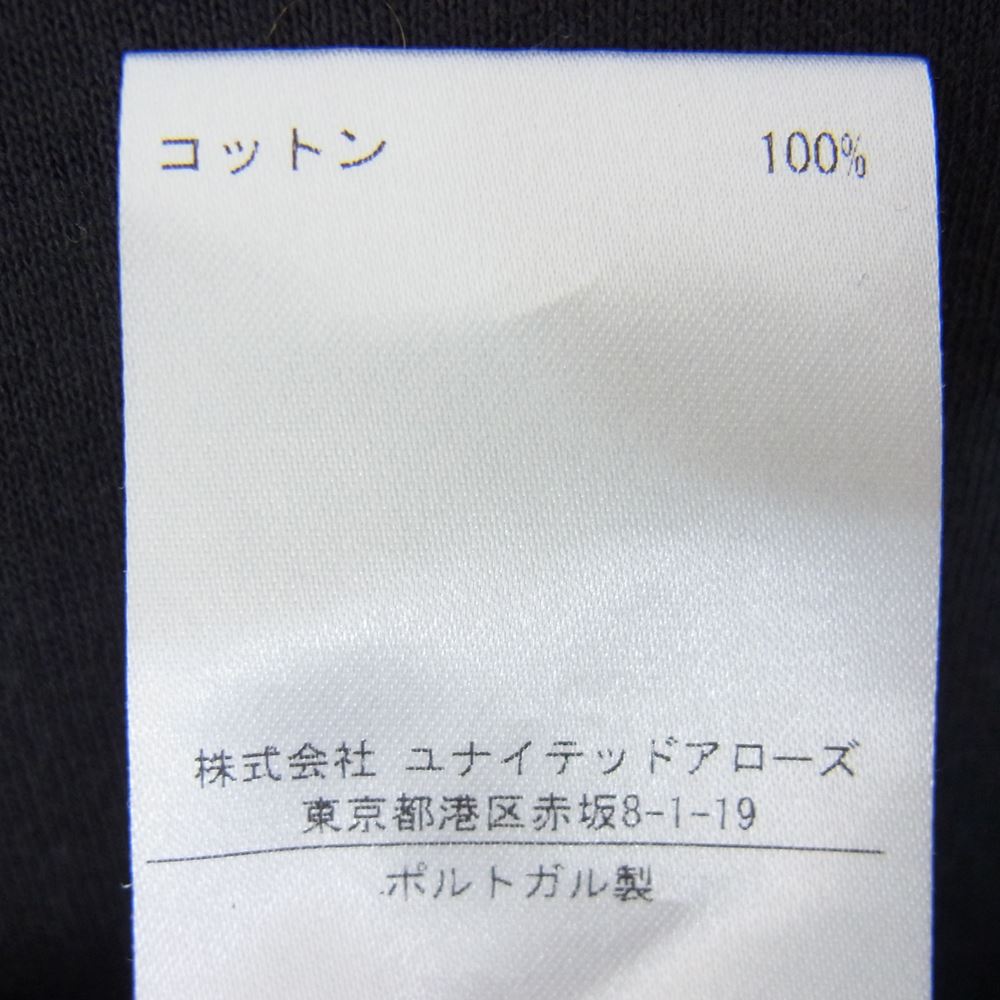 コットン 100%
株式会社 ユナイテッドアローズ
東京都港区赤坂8-1-19
ポルトガル製